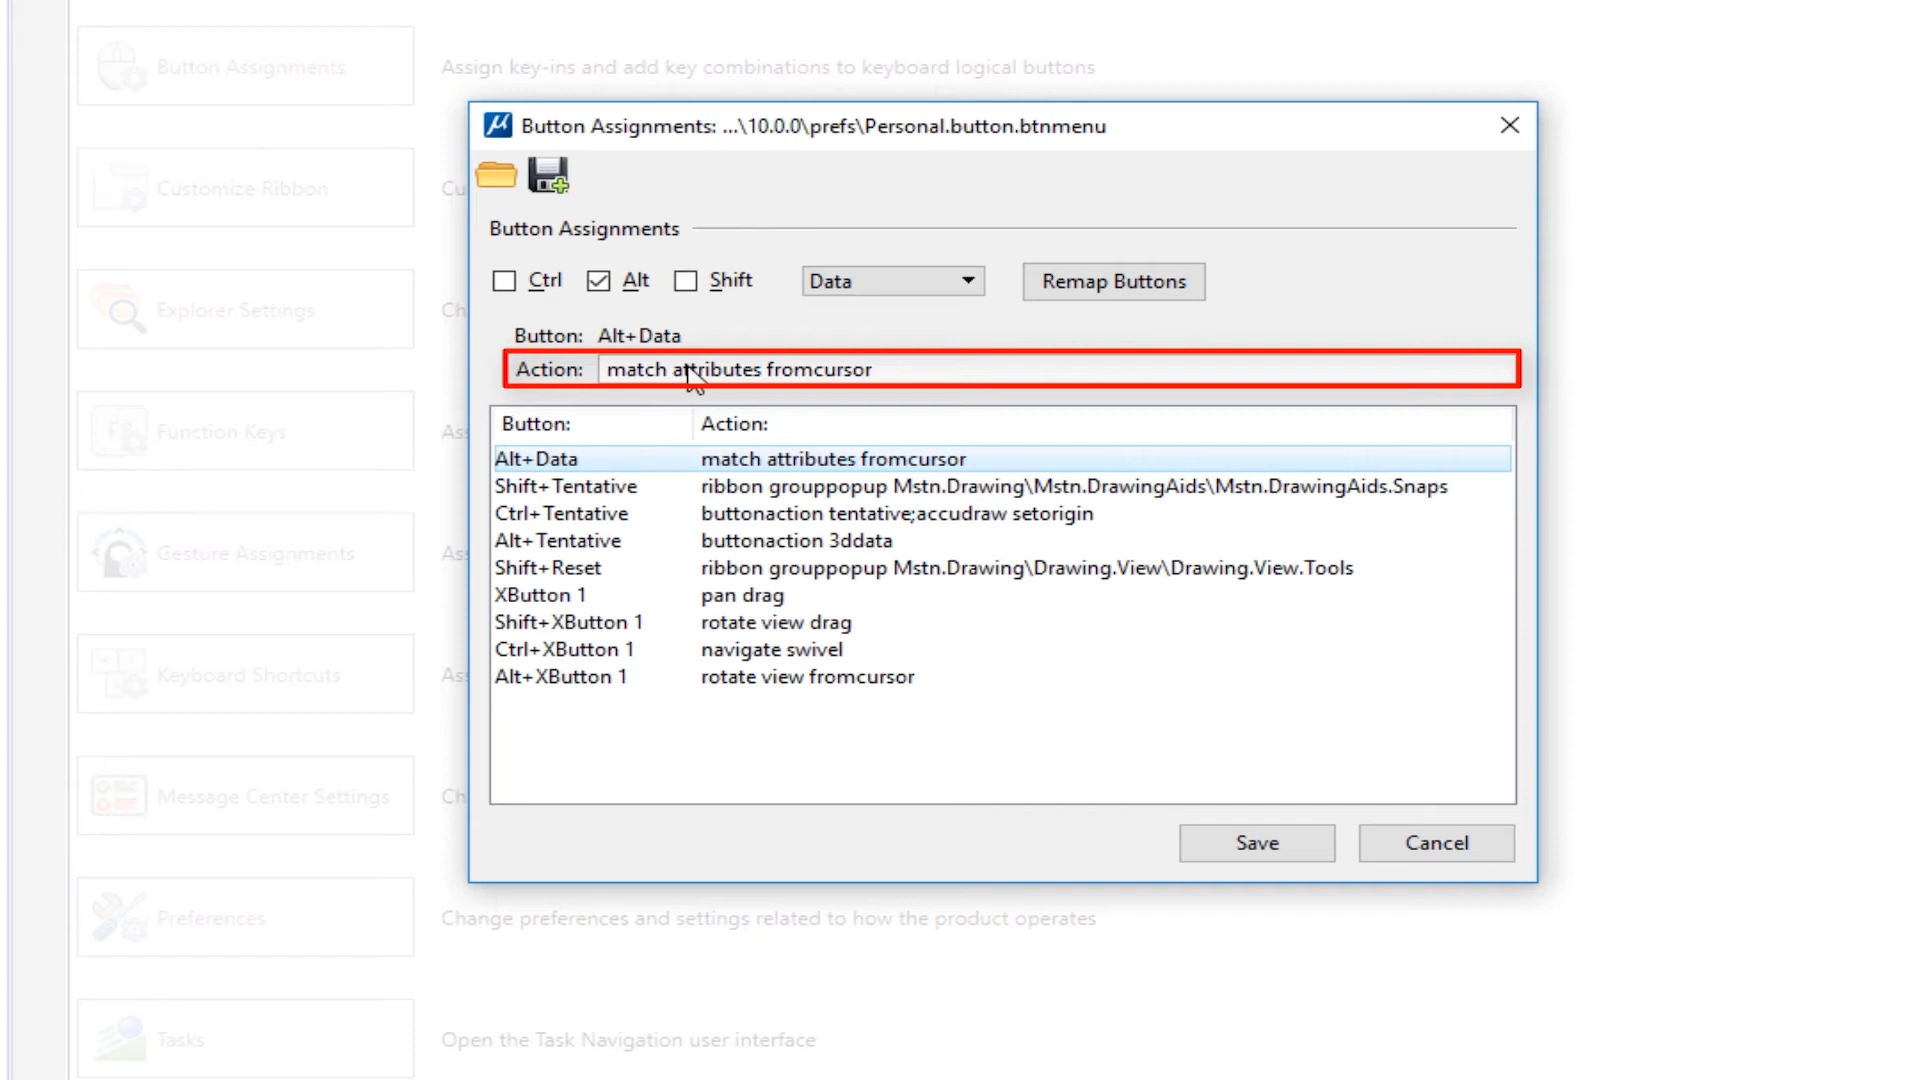 Button Assignments
Assign key-ins and add key combinations to keyboard logical buttons
Button Assignments: ...\10.0.0\prefs\Personal.button.btnmenu
Customize Ribbon
Cu
Button Assignments
Ctrl Alt Shift Data Remap Buttons
Explorer Settings
Ch
Button: Alt+Data
Action: match attributes fromcursor
Button: Action:
Function Keys
Ass
Alt+Data match attributes fromcursor
Shift+Tentative ribbon grouppopup Mstn.Drawing\Mstn.DrawingAids\Mstn.DrawingAids.Snaps
Ctrl+Tentative buttonaction tentative;accudraw setorigin
Alt+Tentative buttonaction 3ddata
Gesture Assignments
Ass
Shift+Reset ribbon grouppopup Mstn.Drawing\Drawing.View\Drawing.View.Tools
XButton 1 pan drag
Shift+XButton 1 rotate view drag
Ctrl+XButton 1 navigate swivel
Alt+XButton 1 rotate view fromcursor
Keyboard Shortcuts
Ass
Message Center Settings
Ch
Save Cancel
Preferences
Change preferences and settings related to how the product operates
Tasks
Open the Task Navigation user interface